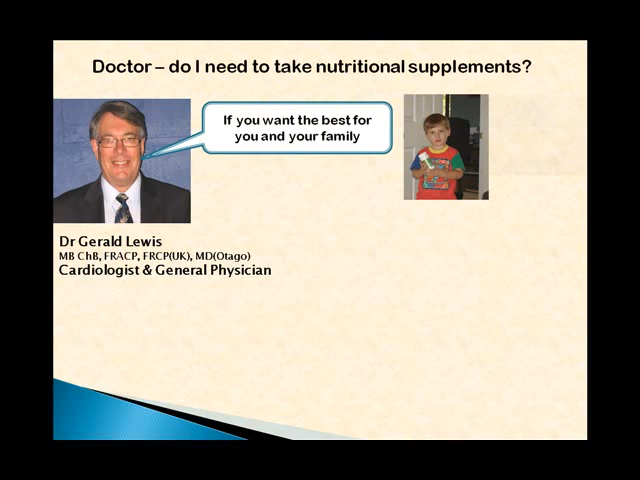 Doctor – do I need to take nutritional supplements?
If you want the best for
you and your family
Dr Gerald Lewis
MB ChB, FRACP, FRCP(UK), MD(Otago)
Cardiologist & General Physician